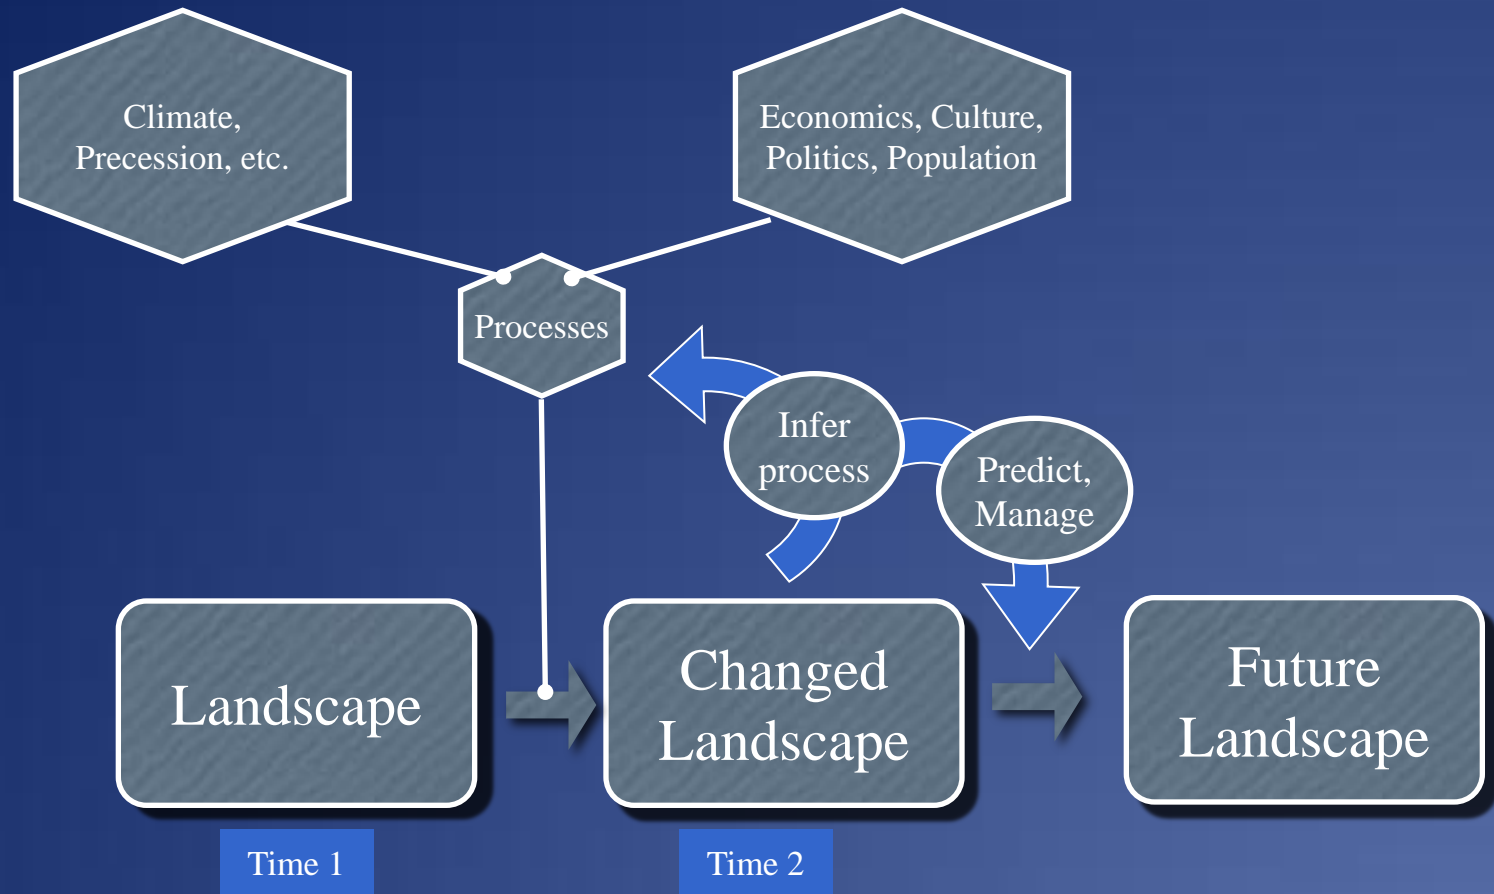 Climate,
Precession, etc.
Economics, Culture,
Politics, Population
Processes
Infer
process
Predict,
Manage
Landscape
Changed
Landscape
Future
Landscape
Time 1
Time 2